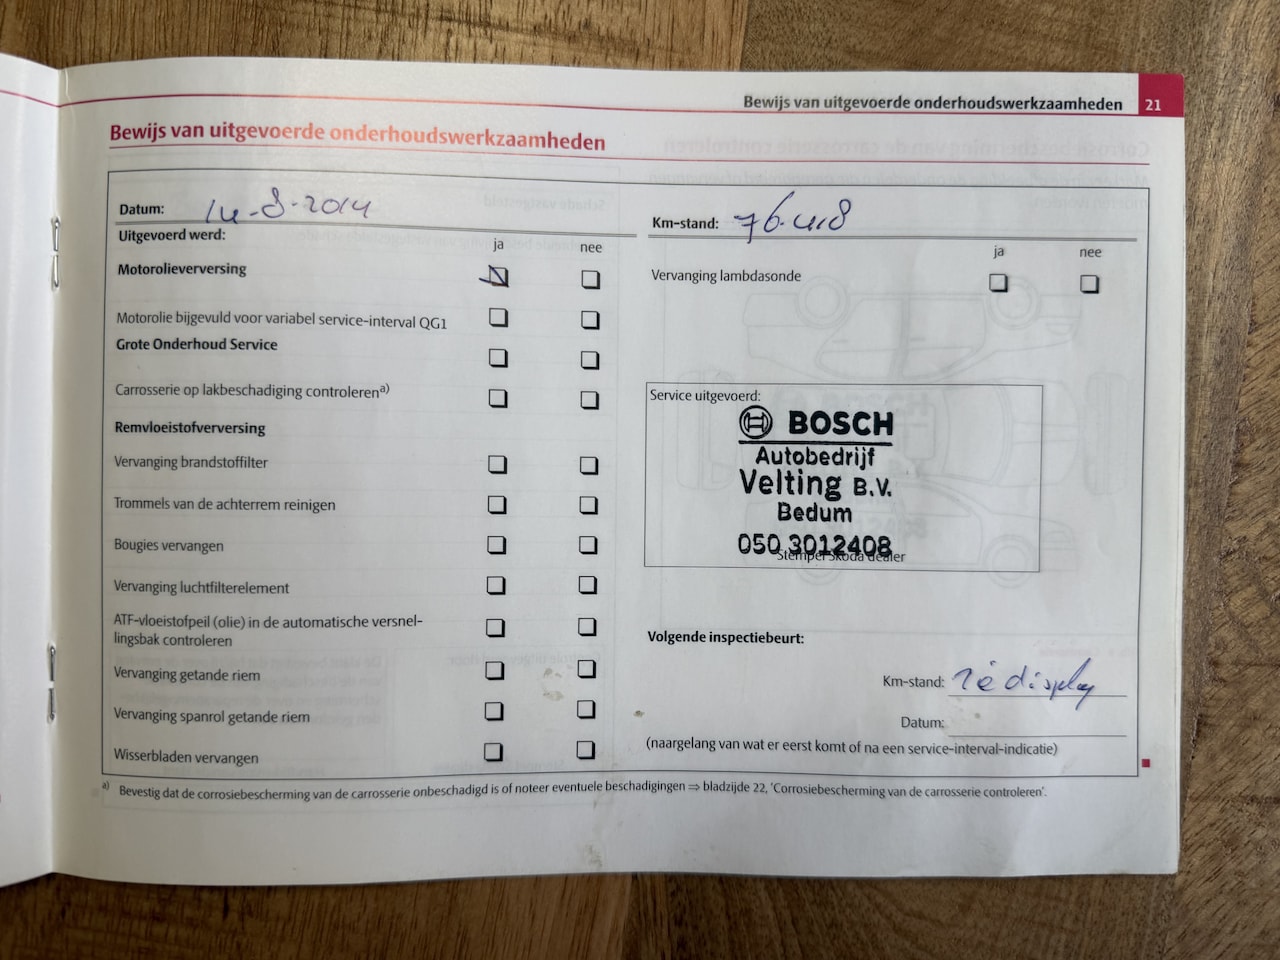 Bewijs van uitgevoerde onderhoudswerkzaamheden 21
Bewijs van uitgevoerde onderhoudswerkzaamheden
Datum: 14-8-2014
Uitgevoerd werd:
ja nee
Motorolieverversing
Motorolie bijgevuld voor variabel service-interval QG1
Grote Onderhoud Service
Carrosserie op lakbeschadiging controleren a)
Remvloeistofverversing
Vervanging brandstoffilter
Trommels van de achterrem reinigen
Bougies vervangen
Vervanging luchtfilterelement
ATF-vloeistofpeil (olie) in de automatische versnel-
lingsbak controleren
Vervanging getande riem
Vervanging spanrol getande riem
Wisserbladen vervangen
Km-stand: 76.418
ja nee
Vervanging lambdasonde
Service uitgevoerd:
BOSCH
Autobedrijf
Velting B.V.
Bedum
050 3012408
Stempel Škoda dealer
Volgende inspectiebeurt:
Km-stand: display
Datum:
(naargelang van wat er eerst komt of na een service-interval-indicatie)
a) Bevestig dat de corrosiebescherming van de carrosserie onbeschadigd is of noteer eventuele beschadigingen ⇒ bladzijde 22, 'Corrosiebescherming van de carrosserie controleren'.